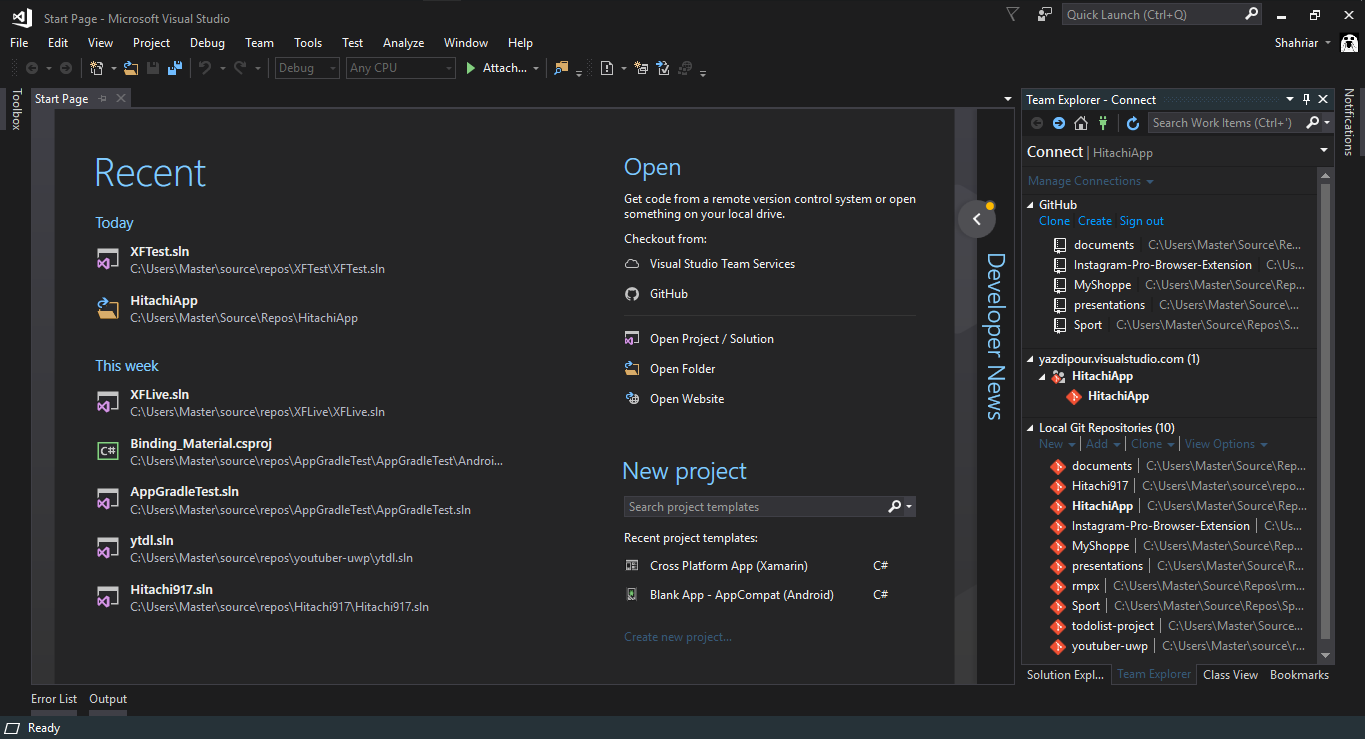 Start Page - Microsoft Visual Studio
Quick Launch (Ctrl+Q)
File Edit View Project Debug Team Tools Test Analyze Window Help
Shahriar
Debug Any CPU Attach...
Toolbox
Start Page
Recent
Today
XFTest.sln
C:\Users\Master\source\repos\XFTest\XFTest.sln
HitachiApp
C:\Users\Master\Source\Repos\HitachiApp
This week
XFLive.sln
C:\Users\Master\source\repos\XFLive\XFLive.sln
C#
Binding_Material.csproj
C:\Users\Master\source\repos\AppGradleTest\AppGradleTest\Androi...
AppGradleTest.sln
C:\Users\Master\source\repos\AppGradleTest\AppGradleTest.sln
ytdl.sln
C:\Users\Master\source\repos\youtuber-uwp\ytdl.sln
Hitachi917.sln
C:\Users\Master\source\repos\Hitachi917\Hitachi917.sln
Open
Get code from a remote version control system or open
something on your local drive.
Checkout from:
Visual Studio Team Services
GitHub
Open Project / Solution
Open Folder
Open Website
New project
Search project templates
Recent project templates:
Cross Platform App (Xamarin) C#
Blank App - AppCompat (Android) C#
Create new project...
Developer News
Team Explorer - Connect
Search Work Items (Ctrl+')
Connect | HitachiApp
Manage Connections
GitHub
Clone Create Sign out
documents C:\Users\Master\Source\Re...
Instagram-Pro-Browser-Extension C:\Us...
MyShoppe C:\Users\Master\Source\Rep...
presentations C:\Users\Master\Source\...
Sport C:\Users\Master\Source\Repos\S...
yazdipour.visualstudio.com (1)
HitachiApp
HitachiApp
Local Git Repositories (10)
New | Add | Clone | View Options
documents | C:\Users\Master\Source\Rep...
Hitachi917 | C:\Users\Master\source\repo...
HitachiApp | C:\Users\Master\Source\Rep...
Instagram-Pro-Browser-Extension | C:\Us...
MyShoppe | C:\Users\Master\Source\Rep...
presentations | C:\Users\Master\Source\R...
rmpx | C:\Users\Master\Source\Repos\rm...
Sport | C:\Users\Master\Source\Repos\Sp...
todolist-project | C:\Users\Master\Source...
youtuber-uwp | C:\Users\Master\source\r...
Solution Expl... Team Explorer Class View Bookmarks
Notifications
Error List Output
Ready